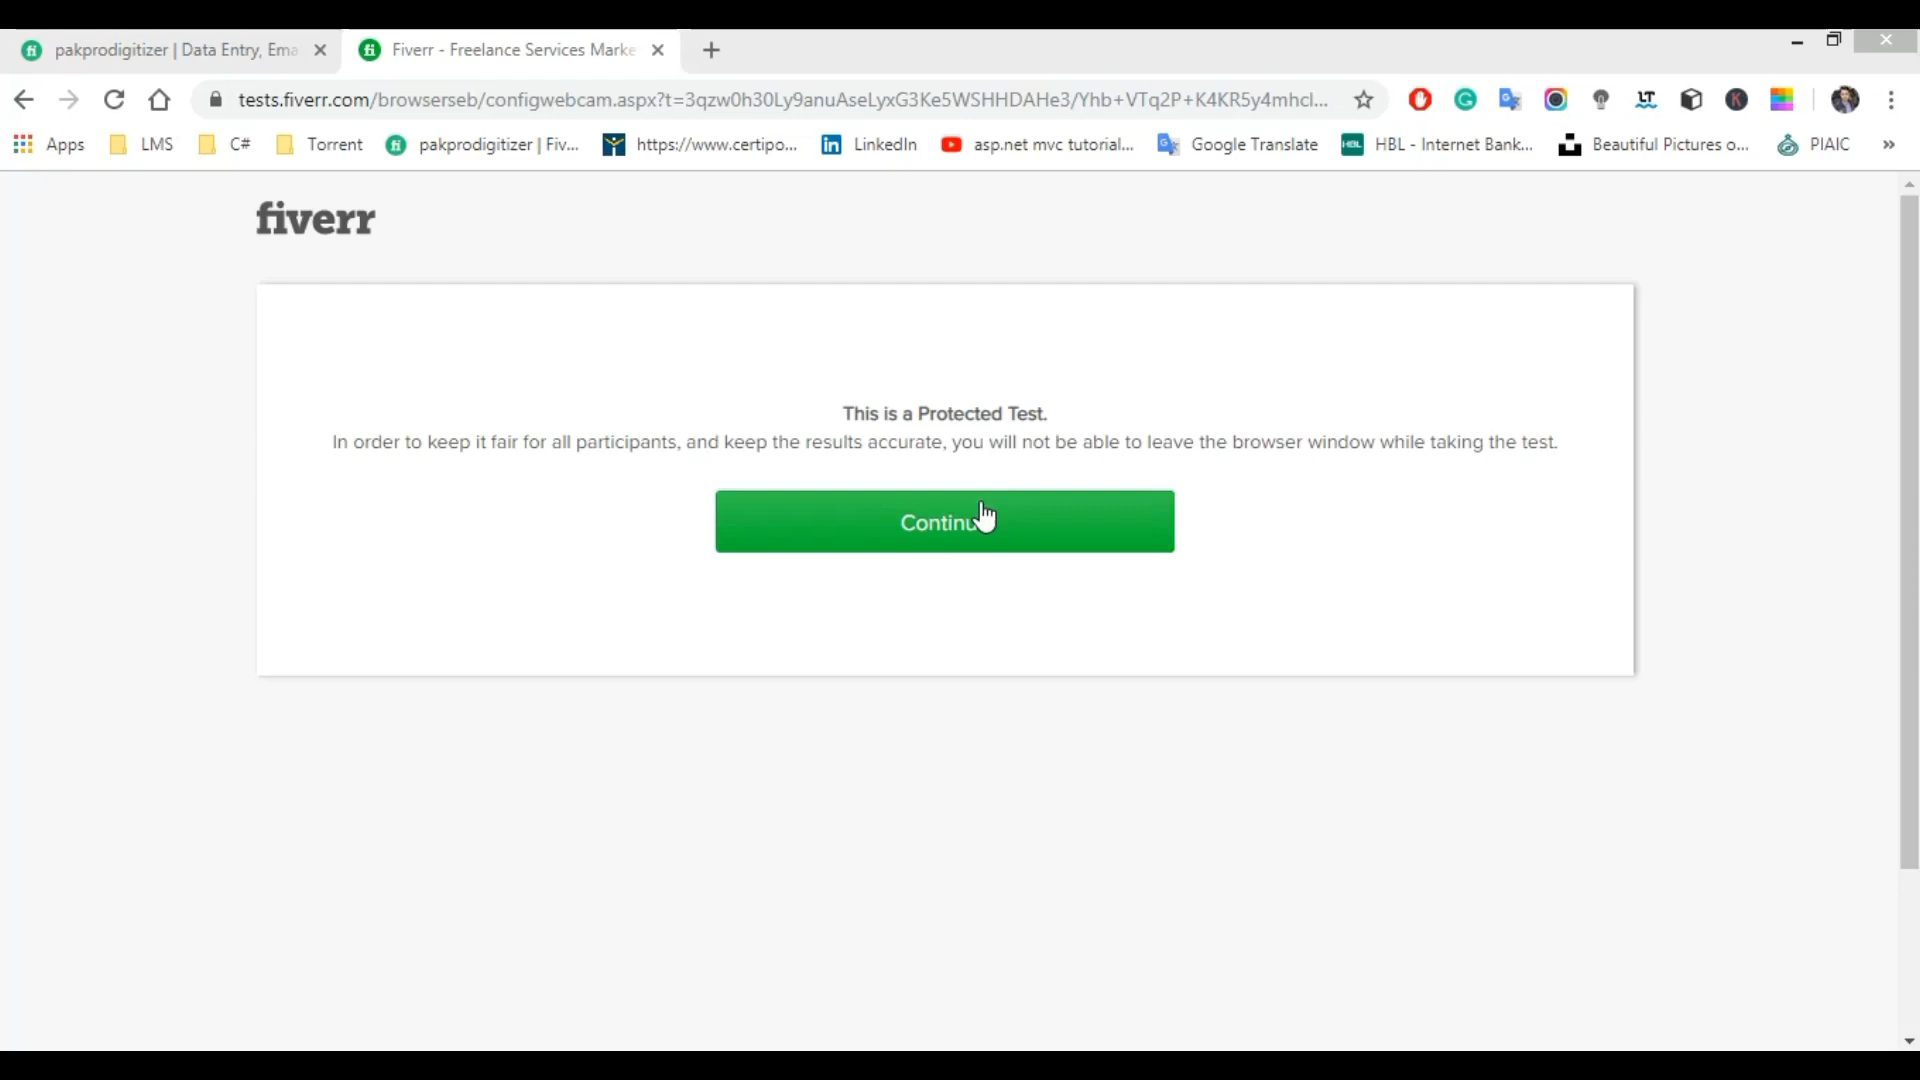 pakprodigitizer | Data Entry, Ema
Fiverr - Freelance Services Marke
tests.fiverr.com/browserseb/configwebcam.aspx?t=3qzw0h30Ly9anuAseLyxG3Ke5WSHHDAHe3/Yhb+VTq2P+K4KR5y4mhcl...
Apps LMS C# Torrent pakprodigitizer | Fiv... https://www.certipo... LinkedIn asp.net mvc tutorial... Google Translate HBL - Internet Bank... Beautiful Pictures o... PIAIC »
fiverr
This is a Protected Test.
In order to keep it fair for all participants, and keep the results accurate, you will not be able to leave the browser window while taking the test.
Continu